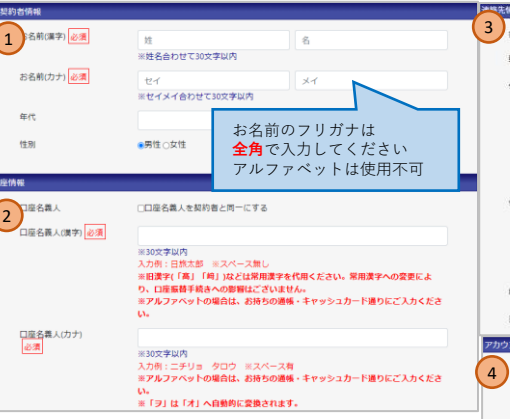 契約者情報
1
お名前(漢字) 必須
姓
名
※姓名合わせて30文字以内
お名前(カナ) 必須
セイ
メイ
※セイメイ合わせて30文字以内
年代
性別
男性 女性
お名前のフリガナは
全角で入力してください
アルファベットは使用不可
座情報
2
口座名義人
口座名義人を契約者と同一にする
口座名義人(漢字) 必須
※30文字以内
入力例：日旅太郎 ※スペース無し
※旧漢字(「髙」「﨑」)などは常用漢字を代用ください。常用漢字への変更によ
り、口座振替手続きへの影響はございません。
※アルファベットの場合は、お持ちの通帳・キャッシュカード通りにご入力くださ
い。
口座名義人(カナ)
必須
※30文字以内
入力例：ニチリョ タロウ ※スペース有
※アルファベットの場合は、お持ちの通帳・キャッシュカード通りにご入力くださ
い。
※「ヲ」は「オ」へ自動的に変換されます。
連絡先情
3
アカウン
4